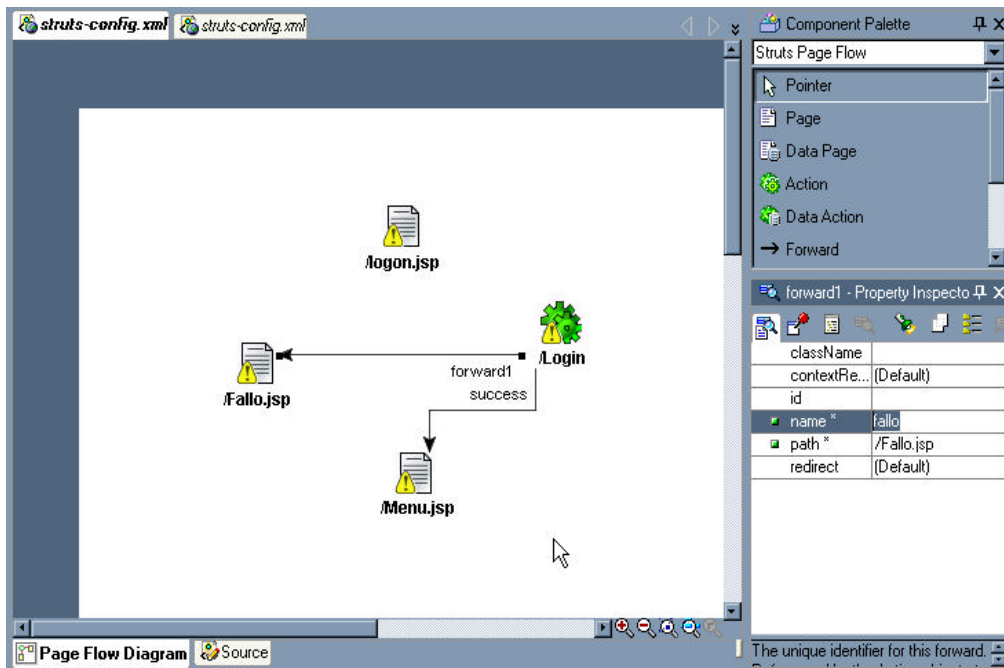 struts-config.xml struts-config.xml
/logon.jsp
/Login
/Fallo.jsp
forward1
success
/Menu.jsp
Page Flow Diagram Source
Component Palette
Struts Page Flow
Pointer
Page
Data Page
Action
Data Action
Forward
forward1 - Property Inspecto
className
contextRe... (Default)
id
name * fallo
path * /Fallo.jsp
redirect (Default)
The unique identifier for this forward.